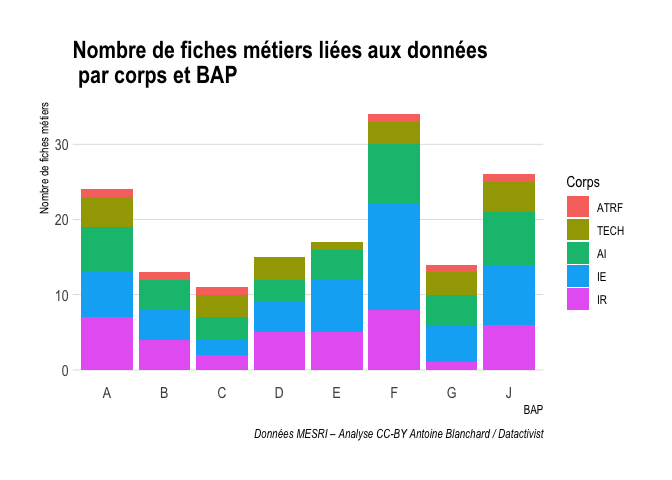 Nombre de fiches métiers liées aux données
par corps et BAP
Nombre de fiches métiers
30
20
10
0
A B C D E F G J
BAP
Corps
ATRF
TECH
AI
IE
IR
Données MESRI – Analyse CC-BY Antoine Blanchard / Datactivist